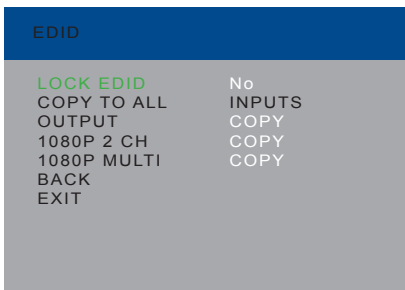 EDID
LOCK EDID No
COPY TO ALL INPUTS
OUTPUT COPY
1080P 2 CH COPY
1080P MULTI COPY
BACK
EXIT